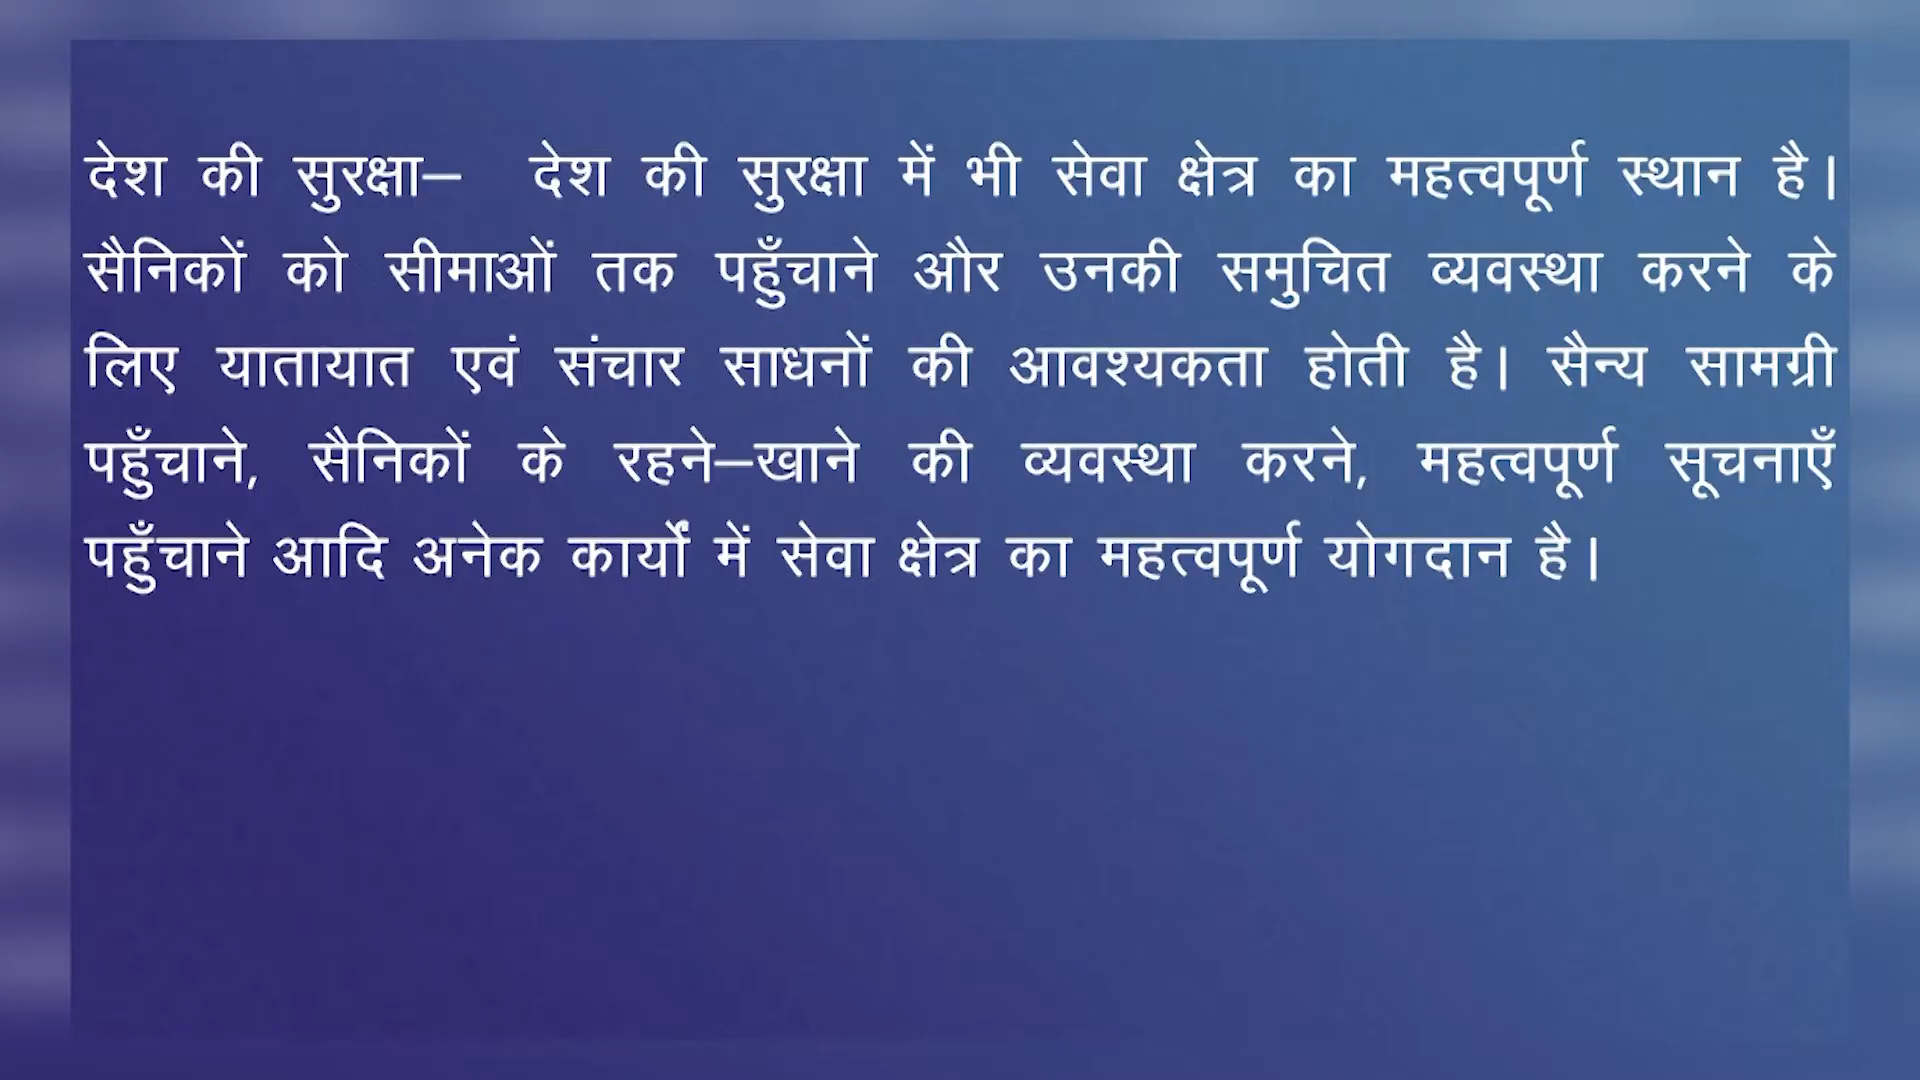 देश की सुरक्षा– देश की सुरक्षा में भी सेवा क्षेत्र का महत्वपूर्ण स्थान है।
सैनिकों को सीमाओं तक पहुँचाने और उनकी समुचित व्यवस्था करने के
लिए यातायात एवं संचार साधनों की आवश्यकता होती है। सैन्य सामग्री
पहुँचाने, सैनिकों के रहने–खाने की व्यवस्था करने, महत्वपूर्ण सूचनाएँ
पहुँचाने आदि अनेक कार्यों में सेवा क्षेत्र का महत्वपूर्ण योगदान है।